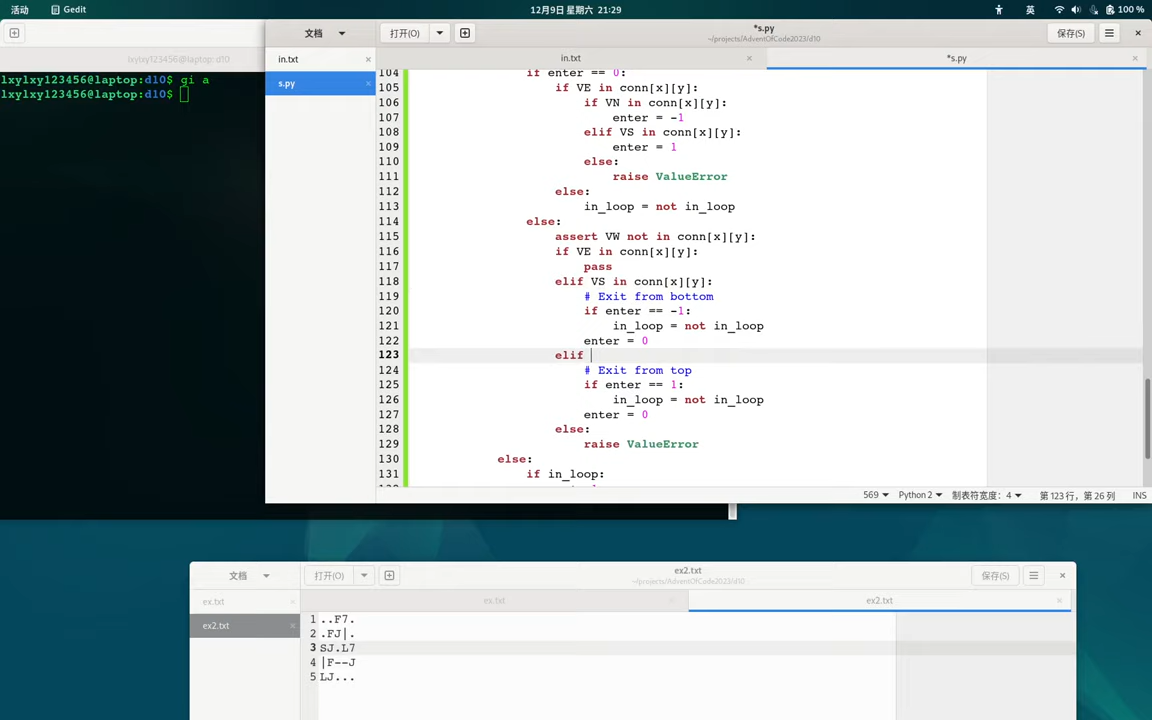 活动 Gedit 12月9日 星期六 21:29 英 100 %
文档 打开(O) *s.py 保存(S)
~/projects/AdventOfCode2023/d10
lxylxy123456@laptop:d10
in.txt in.txt *s.py
s.py
lxylxy123456@laptop:d10$ gi a
lxylxy123456@laptop:d10$
104 if enter == 0:
105 if VE in conn[x][y]:
106 if VN in conn[x][y]:
107 enter = -1
108 elif VS in conn[x][y]:
109 enter = 1
110 else:
111 raise ValueError
112 else:
113 in_loop = not in_loop
114 else:
115 assert VW not in conn[x][y]:
116 if VE in conn[x][y]:
117 pass
118 elif VS in conn[x][y]:
119 # Exit from bottom
120 if enter == -1:
121 in_loop = not in_loop
122 enter = 0
123 elif
124 # Exit from top
125 if enter == 1:
126 in_loop = not in_loop
127 enter = 0
128 else:
129 raise ValueError
130 else:
131 if in_loop:
569 Python 2 制表符宽度：4 第 123 行，第 26 列 INS
文档 打开(O) ex2.txt 保存(S)
~/projects/AdventOfCode2023/d10
ex.txt ex.txt ex2.txt
ex2.txt
1 ..F7.
2 .FJ|.
3 SJ.L7
4 |F--J
5 LJ...